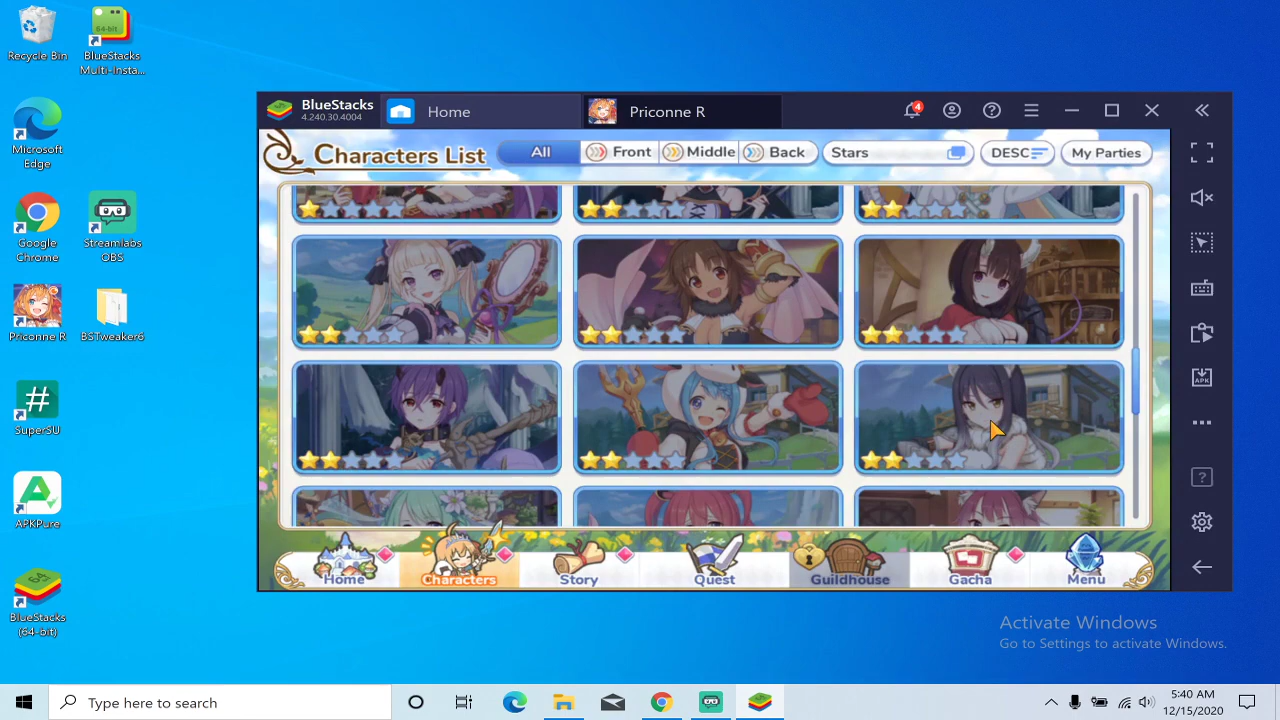 Recycle Bin
BlueStacks
Multi-Insta...
Microsoft
Edge
Google
Chrome
Streamlabs
OBS
Priconne R
BSTweaker6
SuperSU
APKPure
BlueStacks
(64-bit)
64-bit
BlueStacks
4.240.30.4004
Home
Priconne R
4
Characters List
All
Front
Middle
Back
Stars
DESC
My Parties
Home
Characters
Story
Quest
Guildhouse
Gacha
Menu
APK
Activate Windows
Go to Settings to activate Windows.
Type here to search
5:40 AM
12/15/2020